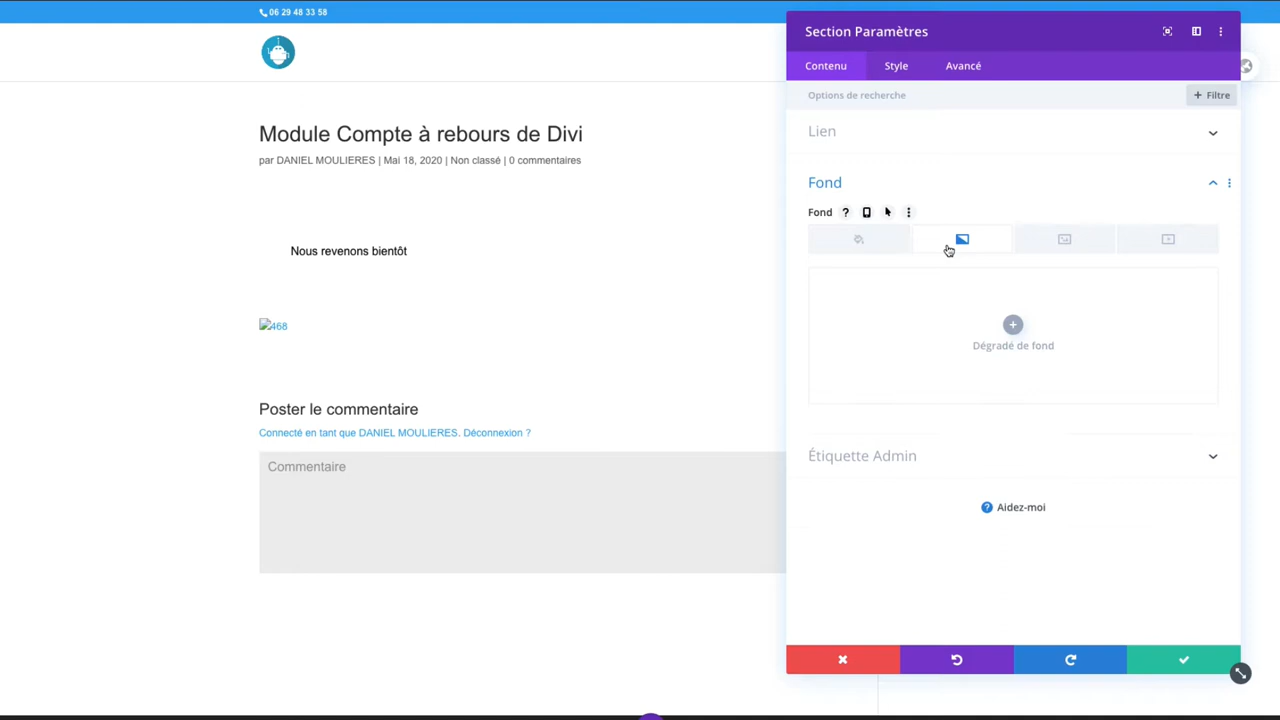 06 29 48 33 58
Module Compte à rebours de Divi
par DANIEL MOULIERES | Mai 18, 2020 | Non classé | 0 commentaires
Nous revenons bientôt
468
Poster le commentaire
Connecté en tant que DANIEL MOULIERES. Déconnexion ?
Commentaire
Section Paramètres
Contenu Style Avancé
Options de recherche + Filtre
Lien
Fond
Fond ?
Dégradé de fond
Étiquette Admin
? Aidez-moi